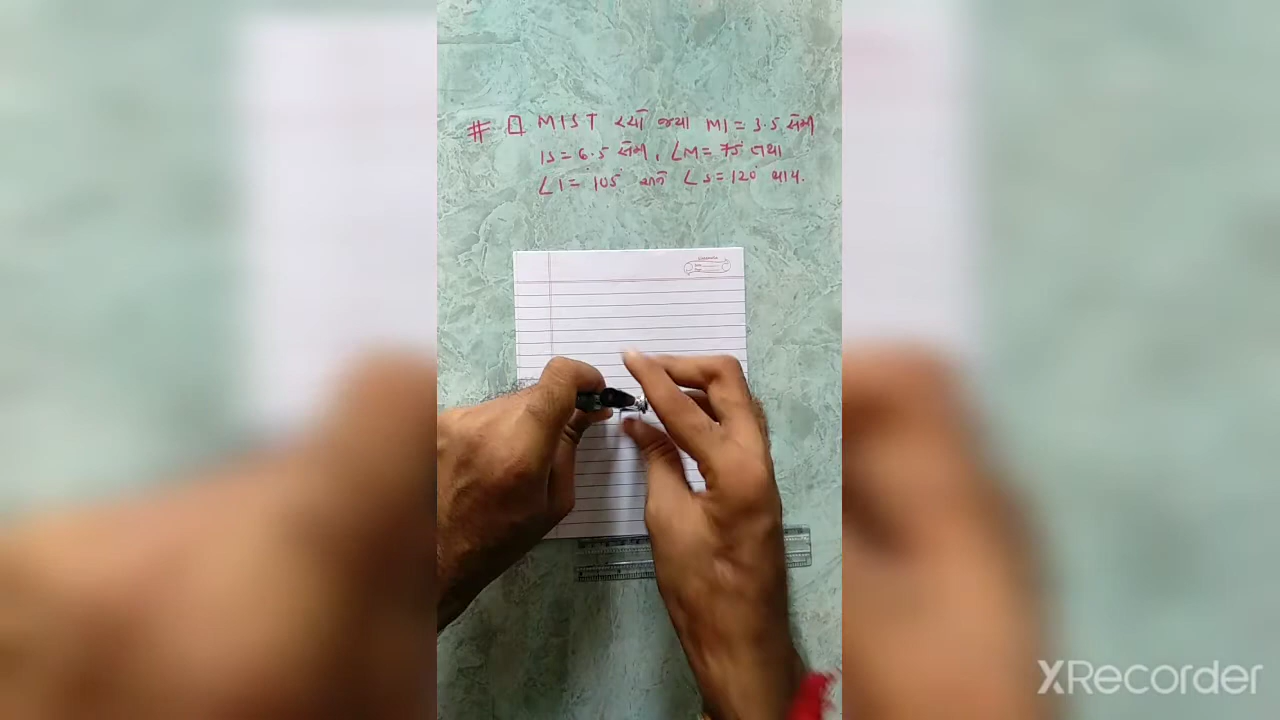 # □ MIST રચો જ્યાં MI = 3.5 સેમી
IS = 6.5 સેમી, ∠M = 75° તથા
∠I = 105° અને ∠S = 120° થાય.
XRecorder